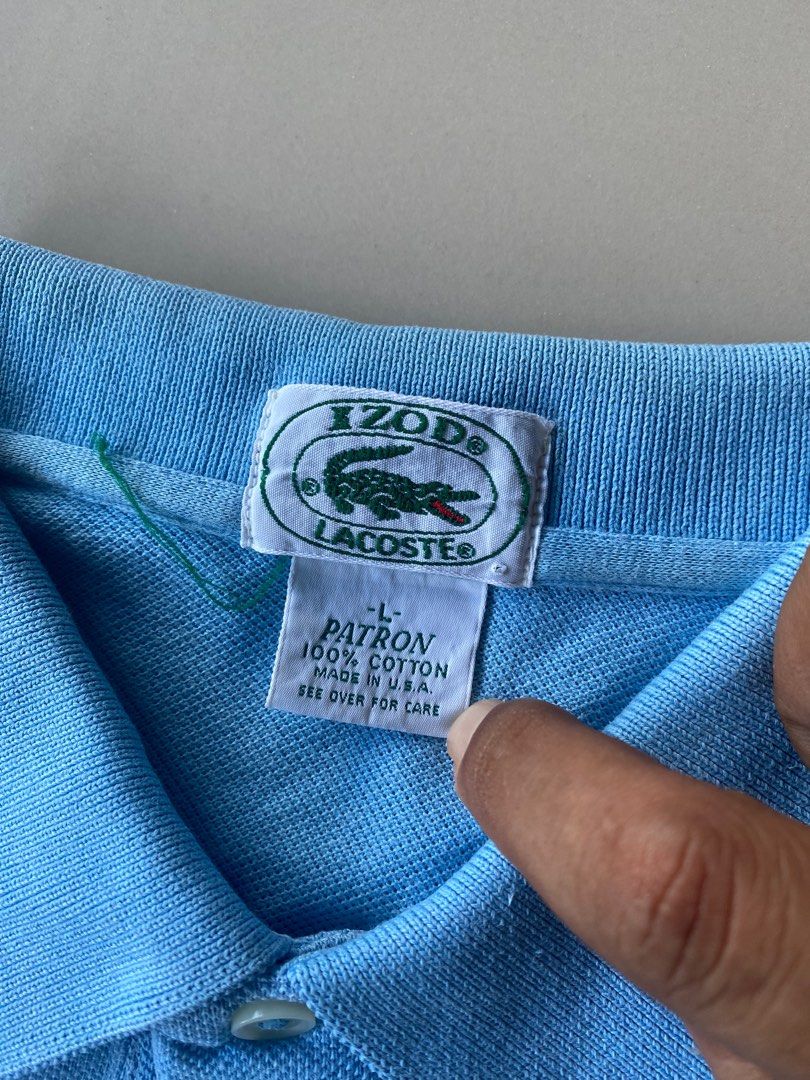 IZOD®
®
LACOSTE®
-L-
PATRON
100% COTTON
MADE IN U.S.A.
SEE OVER FOR CARE